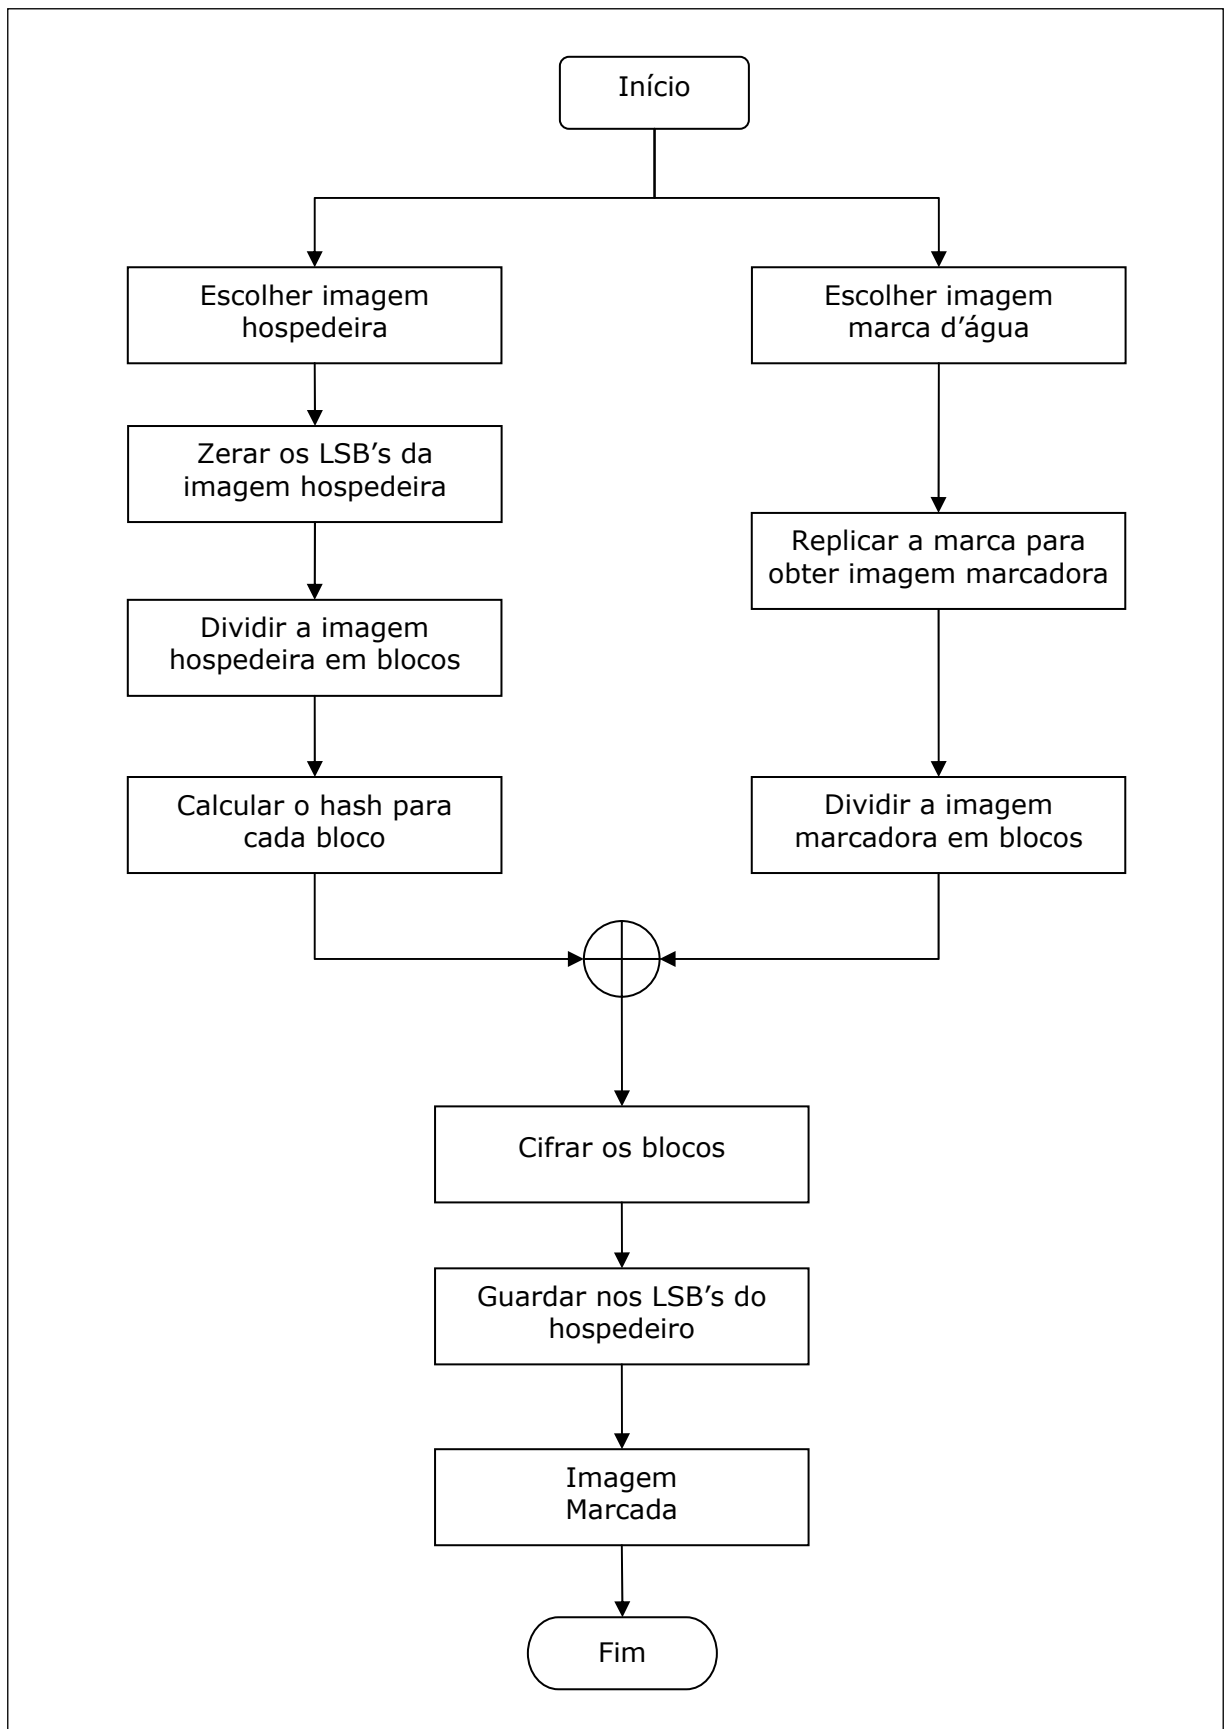 Início
Escolher imagem
hospedeira
Zerar os LSB's da
imagem hospedeira
Dividir a imagem
hospedeira em blocos
Calcular o hash para
cada bloco
Escolher imagem
marca d'água
Replicar a marca para
obter imagem marcadora
Dividir a imagem
marcadora em blocos
Cifrar os blocos
Guardar nos LSB's do
hospedeiro
Imagem
Marcada
Fim